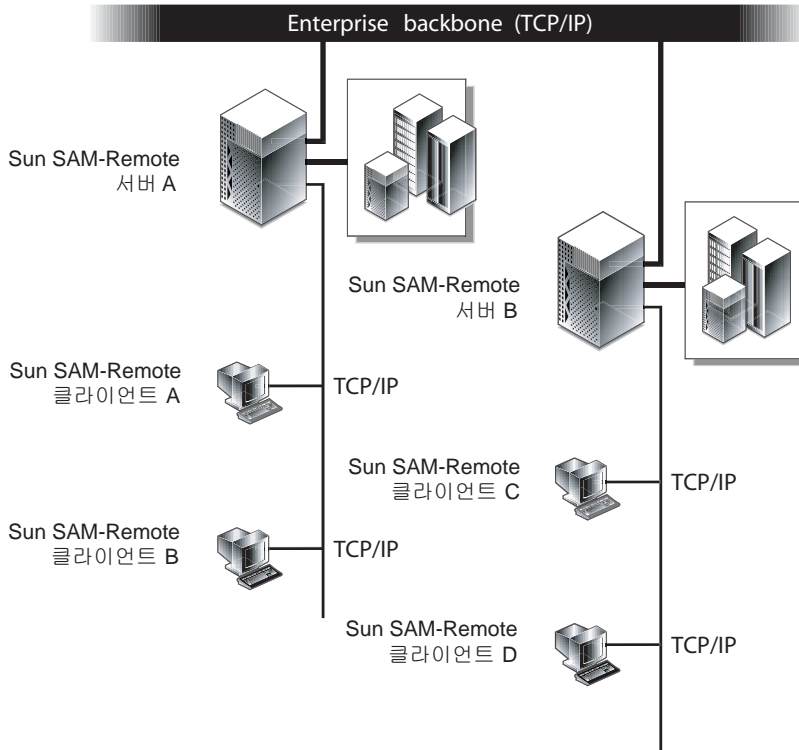 Enterprise backbone (TCP/IP)
Sun SAM-Remote
서버 A
Sun SAM-Remote
서버 B
Sun SAM-Remote
클라이언트 A
TCP/IP
Sun SAM-Remote
클라이언트 C
TCP/IP
Sun SAM-Remote
클라이언트 B
TCP/IP
Sun SAM-Remote
클라이언트 D
TCP/IP